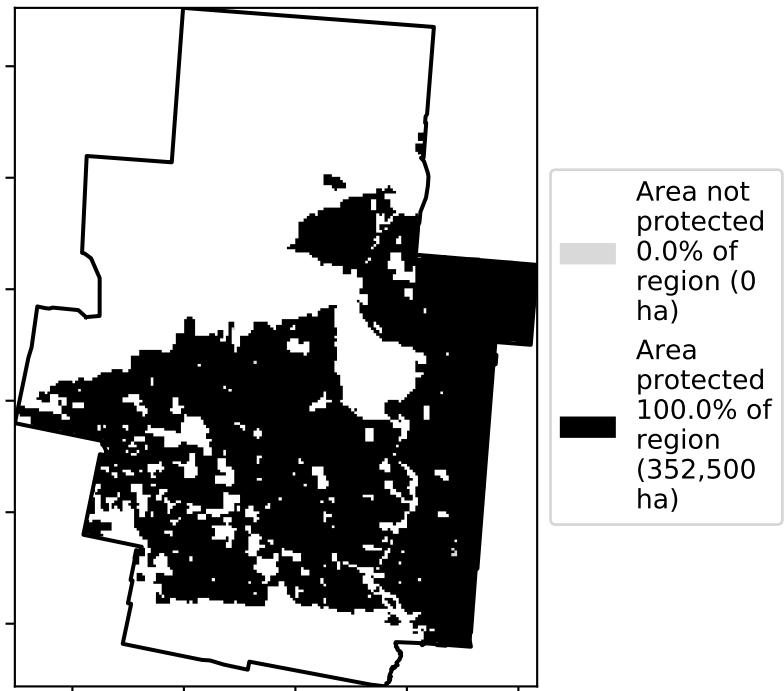 Area not
protected
0.0% of
region (0
ha)
Area
protected
100.0% of
region
(352,500
ha)